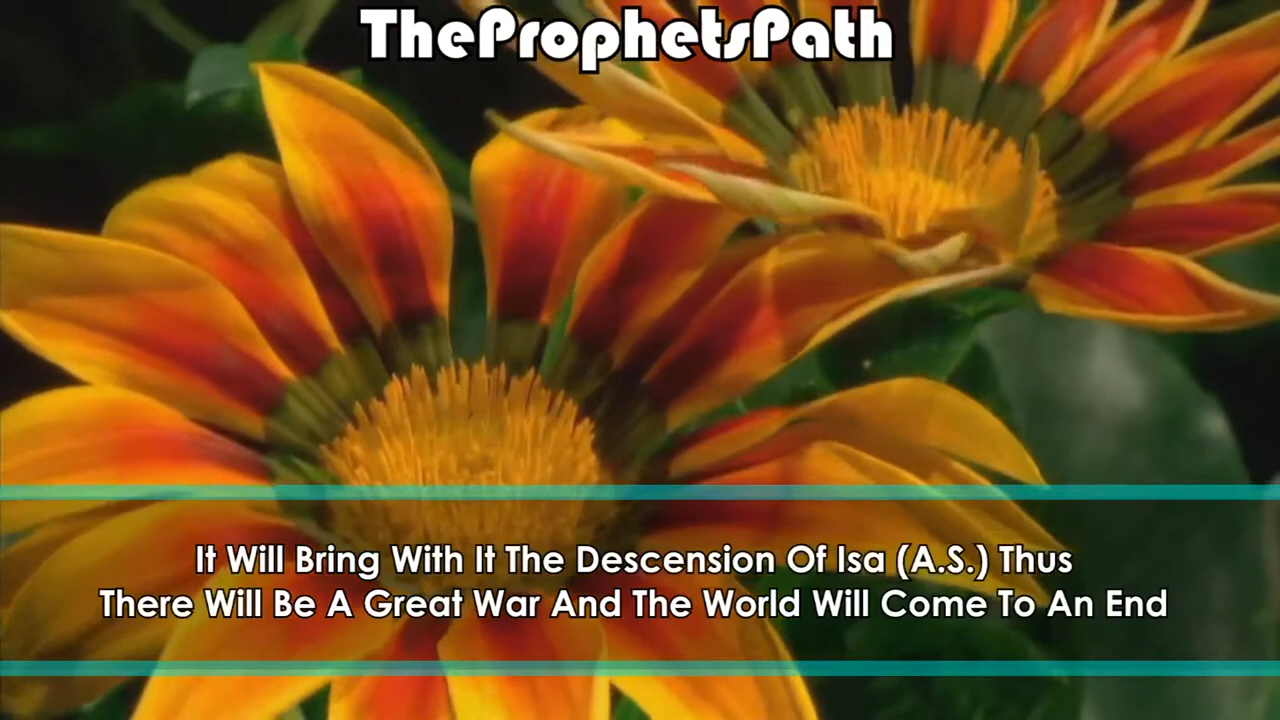 TheProphetsPath
It Will Bring With It The Descension Of Isa (A.S.) Thus
There Will Be A Great War And The World Will Come To An End